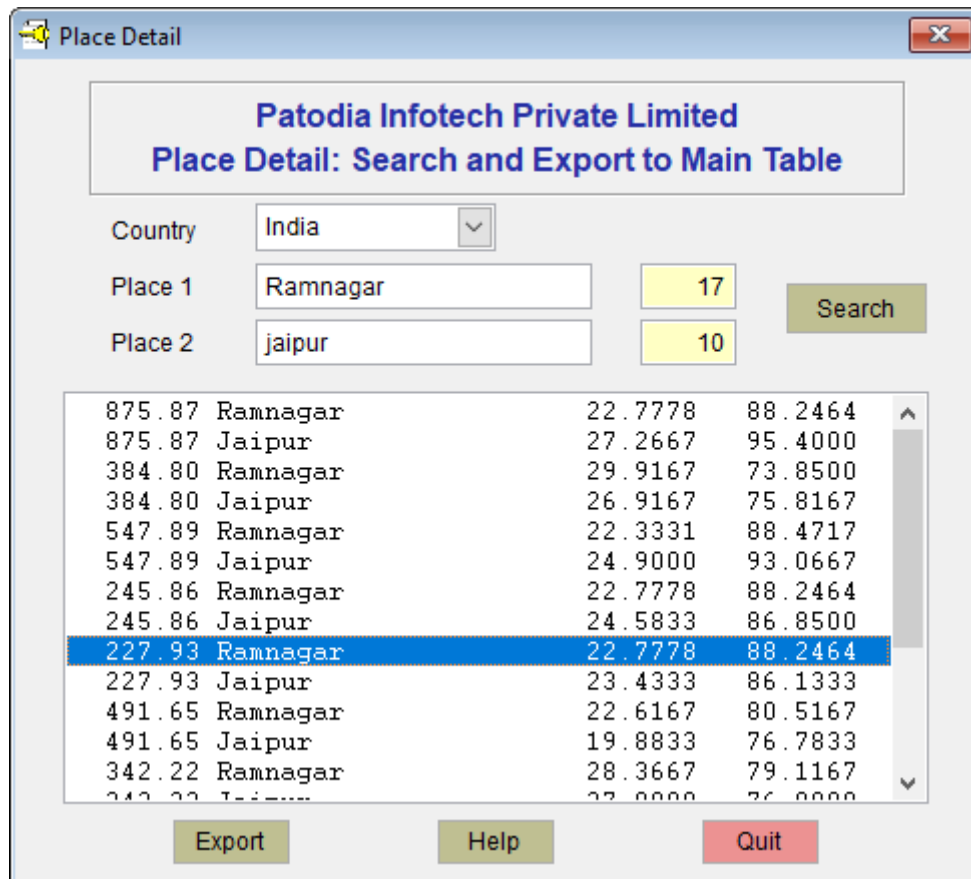 Place Detail
Patodia Infotech Private Limited
Place Detail: Search and Export to Main Table
Country India
Place 1 Ramnagar 17
Search
Place 2 jaipur 10
875.87 Ramnagar 22.7778 88.2464
875.87 Jaipur 27.2667 95.4000
384.80 Ramnagar 29.9167 73.8500
384.80 Jaipur 26.9167 75.8167
547.89 Ramnagar 22.3331 88.4717
547.89 Jaipur 24.9000 93.0667
245.86 Ramnagar 22.7778 88.2464
245.86 Jaipur 24.5833 86.8500
227.93 Ramnagar 22.7778 88.2464
227.93 Jaipur 23.4333 86.1333
491.65 Ramnagar 22.6167 80.5167
491.65 Jaipur 19.8833 76.7833
342.22 Ramnagar 28.3667 79.1167
Export Help Quit